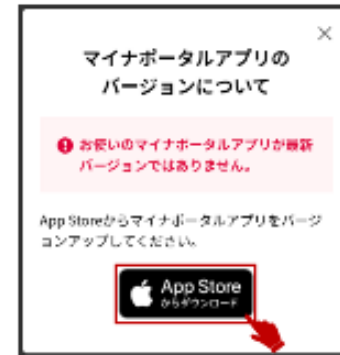 マイナポータルアプリの
バージョンについて
お使いのマイナポータルアプリが最新
バージョンではありません。
App Storeからマイナポータルアプリをバージ
ョンアップしてください。
App Store
からダウンロード